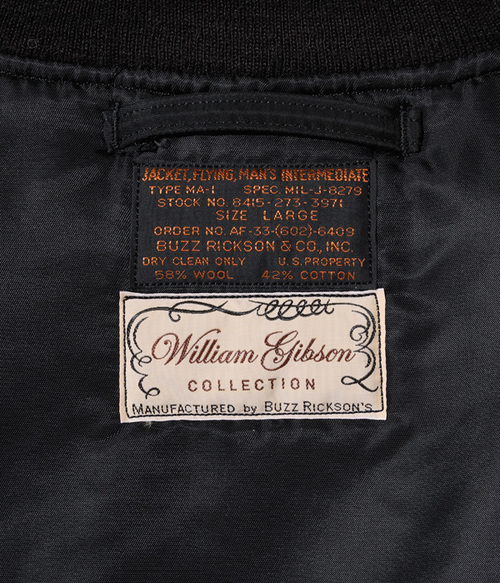 JACKET, FLYING, MAN'S INTERMEDIATE
TYPE MA-1 SPEC MIL-J-8279
STOCK NO. 8415-273-3971
SIZE LARGE
ORDER NO. AF-33-(602)-6409
BUZZ RICKSON & CO., INC.
DRY CLEAN ONLY U.S. PROPERTY
58% WOOL 42% COTTON
William Gibson
COLLECTION
MANUFACTURED by BUZZ RICKSON'S